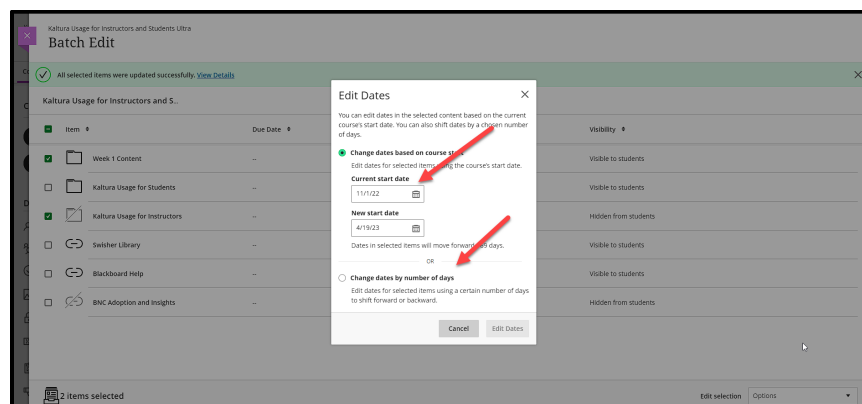 Kaltura Usage for Instructors and Students Ultra
Batch Edit
All selected items were updated successfully. View Details
Kaltura Usage for Instructors and S...
Item
Due Date
Visibility
Week 1 Content
--
Visible to students
Kaltura Usage for Students
--
Visible to students
Kaltura Usage for Instructors
--
Hidden from students
Swisher Library
--
Visible to students
Blackboard Help
--
Visible to students
BNC Adoption and Insights
--
Hidden from students
Edit Dates
You can edit dates in the selected content based on the current
course's start date. You can also shift dates by a chosen number
of days.
Change dates based on course
Edit dates for selected items using the course's start date.
Current start date
11/1/22
New start date
4/19/23
Dates in selected items will move forward days.
OR
Change dates by number of days
Edit dates for selected items using a certain number of days
to shift forward or backward.
Cancel
Edit Dates
2 items selected
Edit selection
Options